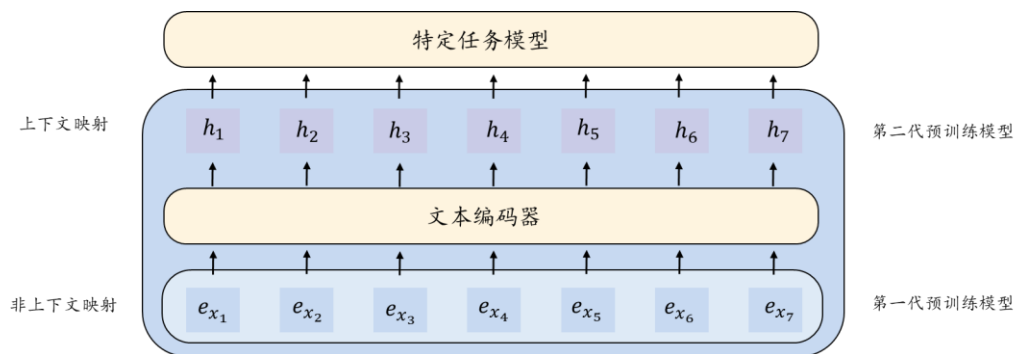 特定任务模型
上下文映射 h₁ h₂ h₃ h₄ h₅ h₆ h₇ 第二代预训练模型
文本编码器
非上下文映射 eₓ₁ eₓ₂ eₓ₃ eₓ₄ eₓ₅ eₓ₆ eₓ₇ 第一代预训练模型